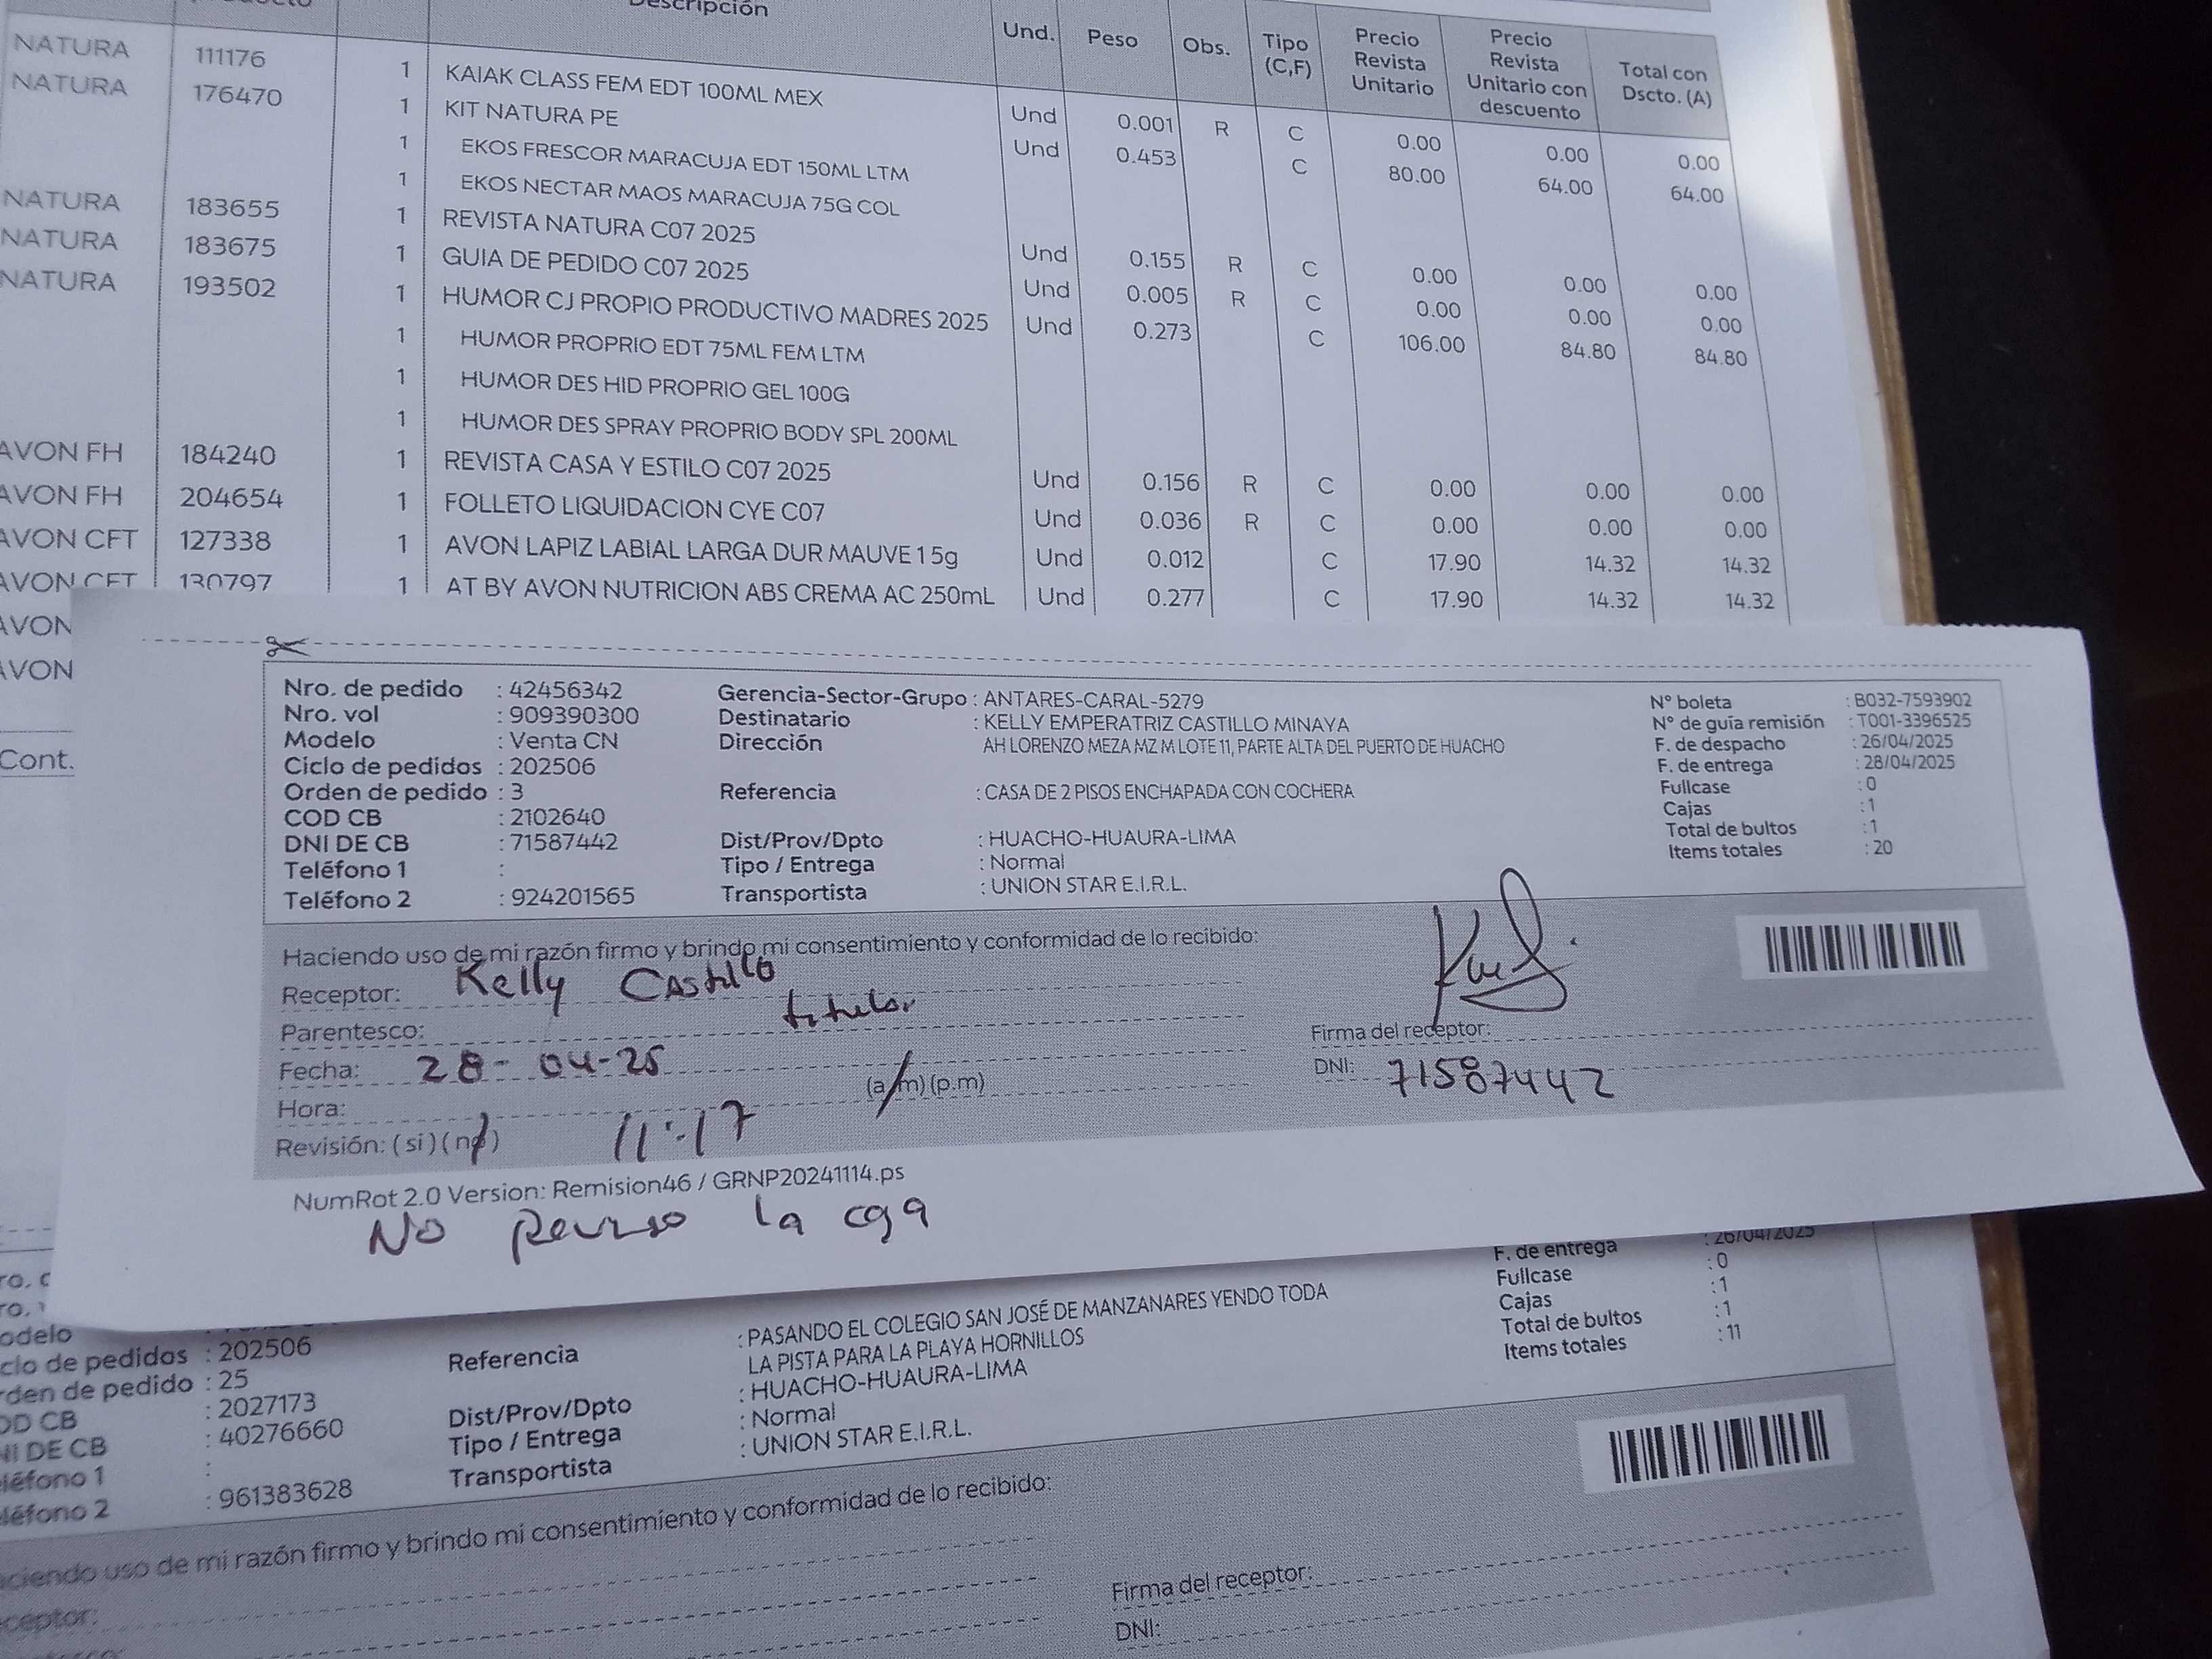 Descripción Und. Peso Obs. Tipo (C,F) Precio Revista Unitario Precio Revista Unitario con descuento Total con Dscto. (A)
NATURA 111176 1 KAIAK CLASS FEM EDT 100ML MEX Und 0.001 R C 0.00 0.00 0.00
NATURA 176470 1 KIT NATURA PE Und 0.453 C 80.00 64.00 64.00
1 EKOS FRESCOR MARACUJA EDT 150ML LTM
1 EKOS NECTAR MAOS MARACUJA 75G COL
NATURA 183655 1 REVISTA NATURA C07 2025 Und 0.155 R C 0.00 0.00 0.00
NATURA 183675 1 GUIA DE PEDIDO C07 2025 Und 0.005 R C 0.00 0.00 0.00
NATURA 193502 1 HUMOR CJ PROPIO PRODUCTIVO MADRES 2025 Und 0.273 C 106.00 84.80 84.80
1 HUMOR PROPRIO EDT 75ML FEM LTM
1 HUMOR DES HID PROPRIO GEL 100G
1 HUMOR DES SPRAY PROPRIO BODY SPL 200ML
AVON FH 184240 1 REVISTA CASA Y ESTILO C07 2025 Und 0.156 R C 0.00 0.00 0.00
AVON FH 204654 1 FOLLETO LIQUIDACION CYE C07 Und 0.036 R C 0.00 0.00 0.00
AVON CFT 127338 1 AVON LAPIZ LABIAL LARGA DUR MAUVE 1 5g Und 0.012 C 17.90 14.32 14.32
AVON CFT 130797 1 AT BY AVON NUTRICION ABS CREMA AC 250mL Und 0.277 C 17.90 14.32 14.32
AVON
AVON
Cont.
Nro. de pedido : 42456342 Gerencia-Sector-Grupo : ANTARES-CARAL-5279 N° boleta : B032-7593902
Nro. vol : 909390300 Destinatario : KELLY EMPERATRIZ CASTILLO MINAYA N° de guía remisión : T001-3396525
Modelo : Venta CN Dirección AH LORENZO MEZA MZ M LOTE 11, PARTE ALTA DEL PUERTO DE HUACHO F. de despacho : 26/04/2025
Ciclo de pedidos : 202506 F. de entrega : 28/04/2025
Orden de pedido : 3 Referencia : CASA DE 2 PISOS ENCHAPADA CON COCHERA Fullcase : 0
COD CB : 2102640 Cajas : 1
DNI DE CB : 71587442 Dist/Prov/Dpto : HUACHO-HUAURA-LIMA Total de bultos : 1
Teléfono 1 : Tipo / Entrega : Normal Items totales : 20
Teléfono 2 : 924201565 Transportista : UNION STAR E.I.R.L.
Haciendo uso de mi razón firmo y brindo mi consentimiento y conformidad de lo recibido:
Receptor: Kelly Castillo
Parentesco: titular Firma del receptor:
Fecha: 28-04-25 DNI: 71587442
Hora: (a.m) (p.m)
Revisión: (si) (no) 11:17
NumRot 2.0 Version: Remision46 / GRNP20241114.ps
No Reviso la cja
F. de entrega : 26/04/2025
Fullcase : 0
Cajas : 1
Total de bultos : 1
Items totales : 11
odelo
clo de pedidos : 202506 Referencia : PASANDO EL COLEGIO SAN JOSÉ DE MANZANARES YENDO TODA
LA PISTA PARA LA PLAYA HORNILLOS
rden de pedido : 25
OD CB : 2027173 Dist/Prov/Dpto : HUACHO-HUAURA-LIMA
NI DE CB : 40276660 Tipo / Entrega : Normal
léfono 1 : Transportista : UNION STAR E.I.R.L.
léfono 2 : 961383628
aciendo uso de mi razón firmo y brindo mi consentimiento y conformidad de lo recibido:
eceptor: Firma del receptor:
DNI: